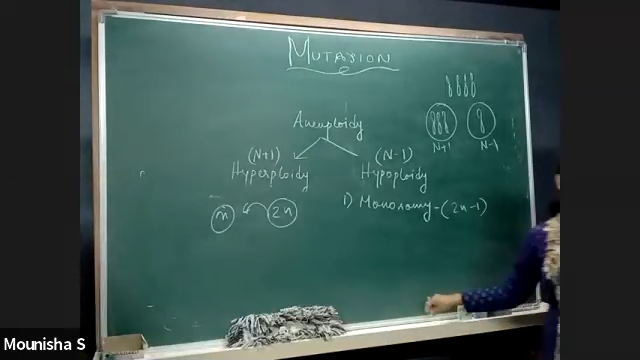 MUTATION
Aneuploidy
(N+1) (N-1)
Hyperploidy Hypoploidy
N+1 N-1
n 2n
1) Monosomy - (2n-1)
Mounisha S